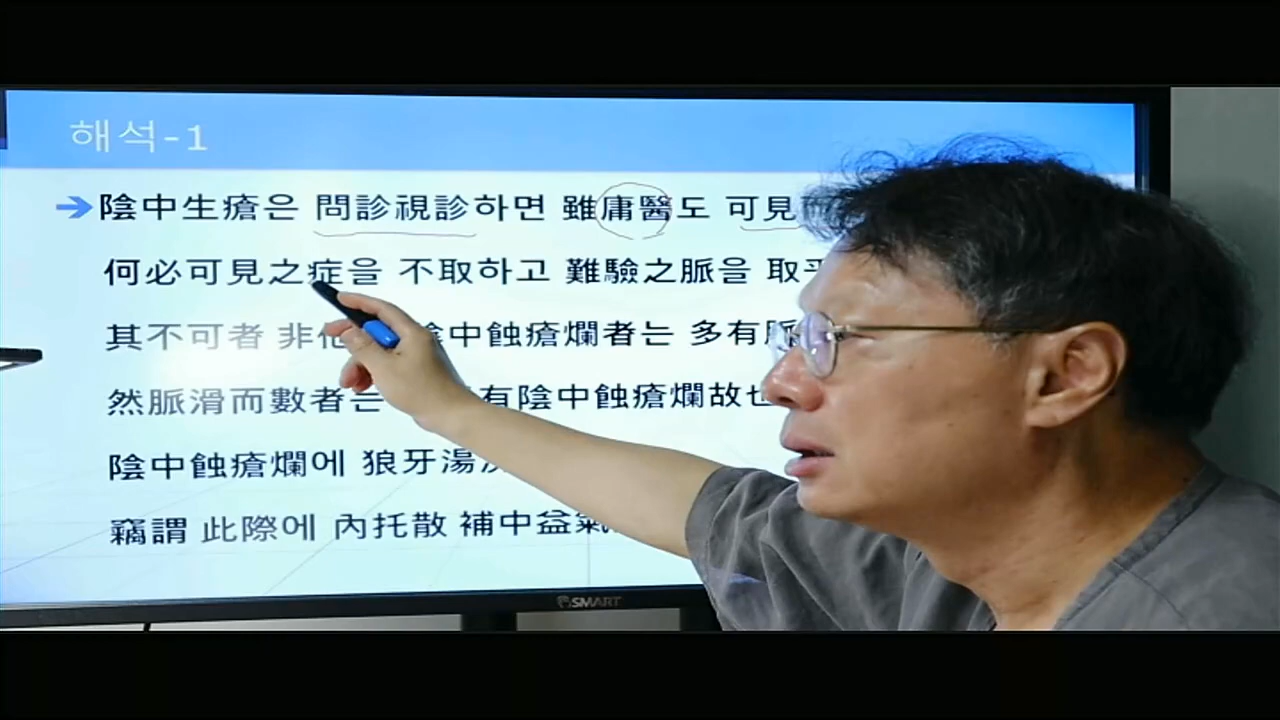 해석-1
陰中生瘡은 問診視診하면 雖庸醫도 可見
何必可見之症을 不取하고 難驗之脈을 取
其不可者 非 中蝕瘡爛者는 多有
然脈滑而數者는 有陰中蝕瘡爛故也
陰中蝕瘡爛에 狼牙湯
竊謂 此際에 內托散 補中益氣
SMART